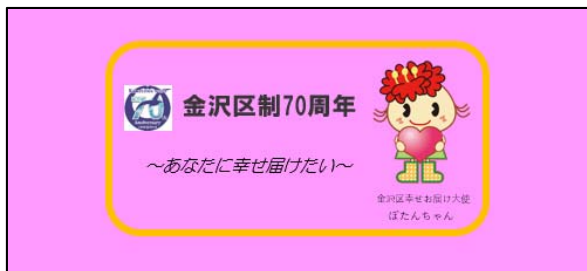 金沢区制70周年
～あなたに幸せ届けたい～
金沢区幸せお届け大使
ぼたんちゃん